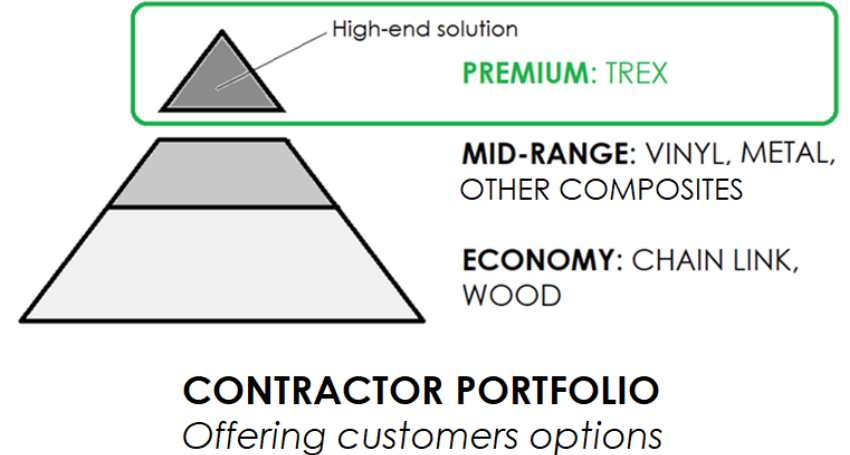 High-end solution
PREMIUM: TREX
MID-RANGE: VINYL, METAL,
OTHER COMPOSITES
ECONOMY: CHAIN LINK,
WOOD
CONTRACTOR PORTFOLIO
Offering customers options